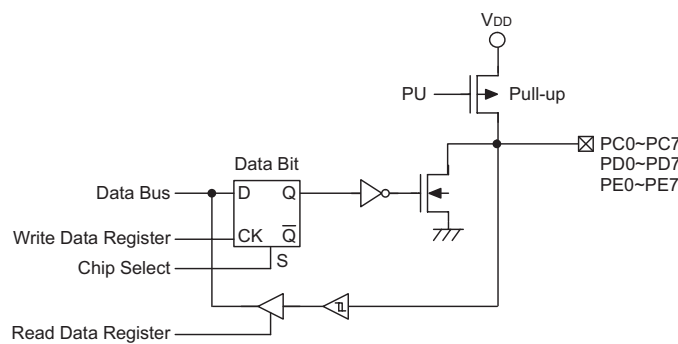 VDD
PU
Pull-up
PC0~PC7
PD0~PD7
PE0~PE7
Data Bit
Data Bus
D
Q
Write Data Register
CK
Q̅
Chip Select
S
Read Data Register